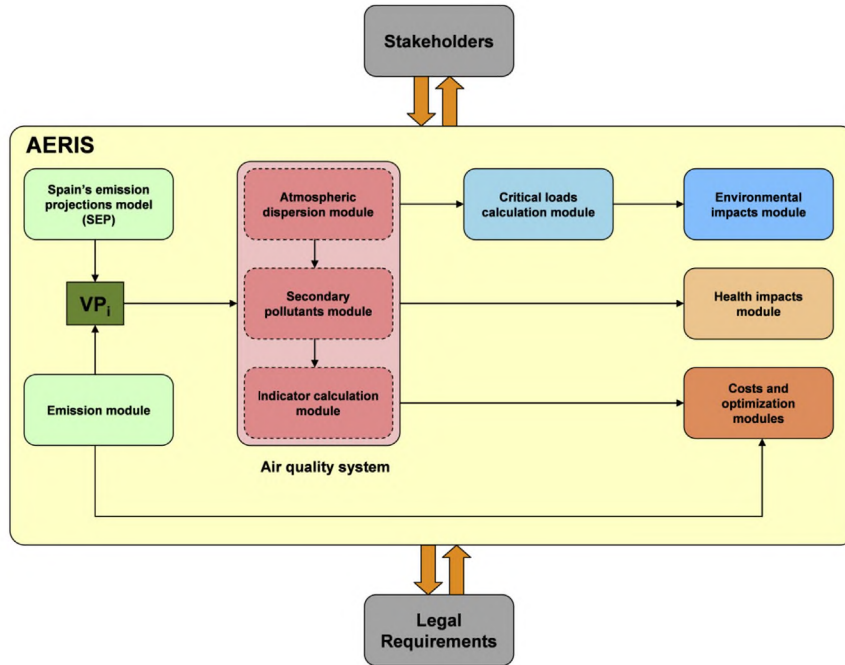 Stakeholders
AERIS
Spain's emission
projections model
(SEP)
Atmospheric
dispersion module
Critical loads
calculation module
Environmental
impacts module
VPi
Secondary
pollutants module
Health impacts
module
Emission module
Indicator calculation
module
Costs and
optimization
modules
Air quality system
Legal
Requirements